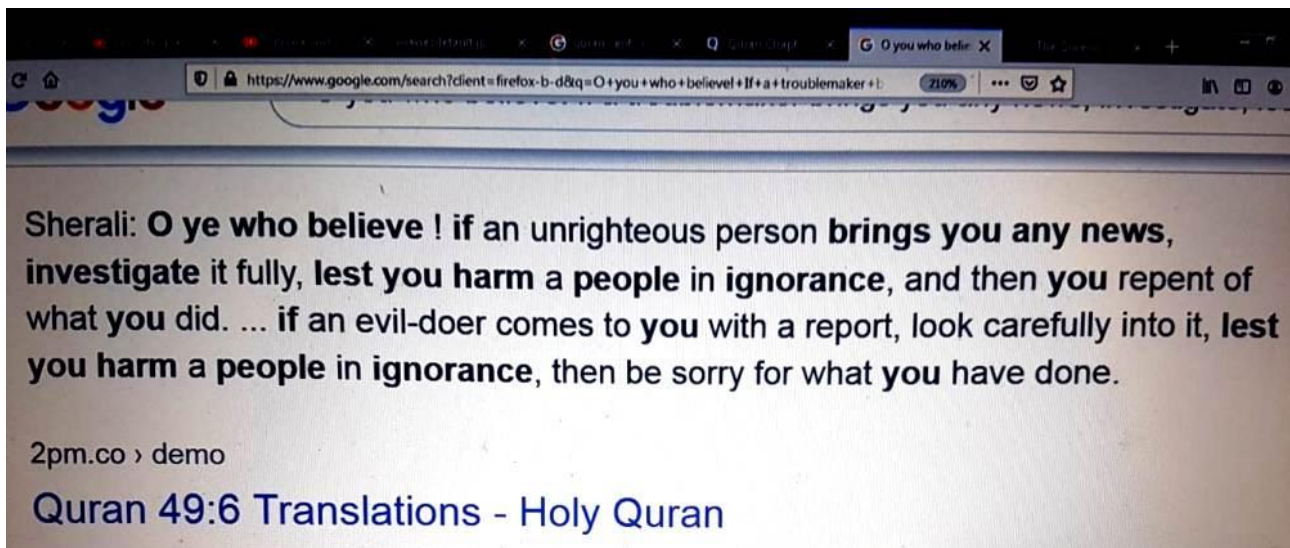 O you who belie
https://www.google.com/search?client=firefox-b-d&q=O+you+who+believe!+If+a+troublemaker+b
210%
Sherali: O ye who believe ! if an unrighteous person brings you any news,
investigate it fully, lest you harm a people in ignorance, and then you repent of
what you did. ... if an evil-doer comes to you with a report, look carefully into it, lest
you harm a people in ignorance, then be sorry for what you have done.
2pm.co › demo
Quran 49:6 Translations - Holy Quran